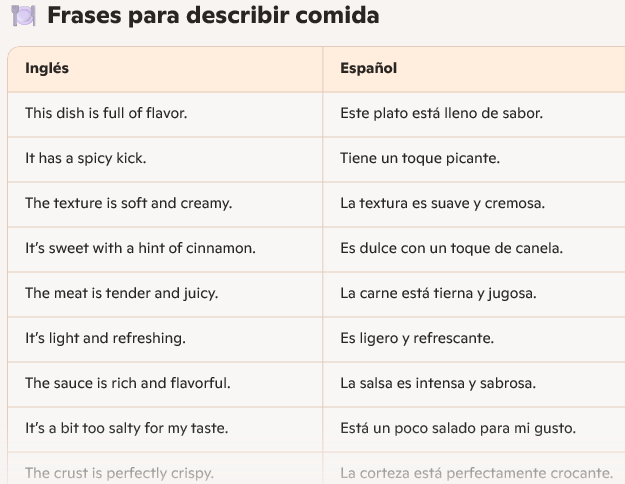 Frases para describir comida
Inglés Español
This dish is full of flavor. Este plato está lleno de sabor.
It has a spicy kick. Tiene un toque picante.
The texture is soft and creamy. La textura es suave y cremosa.
It’s sweet with a hint of cinnamon. Es dulce con un toque de canela.
The meat is tender and juicy. La carne está tierna y jugosa.
It’s light and refreshing. Es ligero y refrescante.
The sauce is rich and flavorful. La salsa es intensa y sabrosa.
It’s a bit too salty for my taste. Está un poco salado para mi gusto.
The crust is perfectly crispy. La corteza está perfectamente crocante.